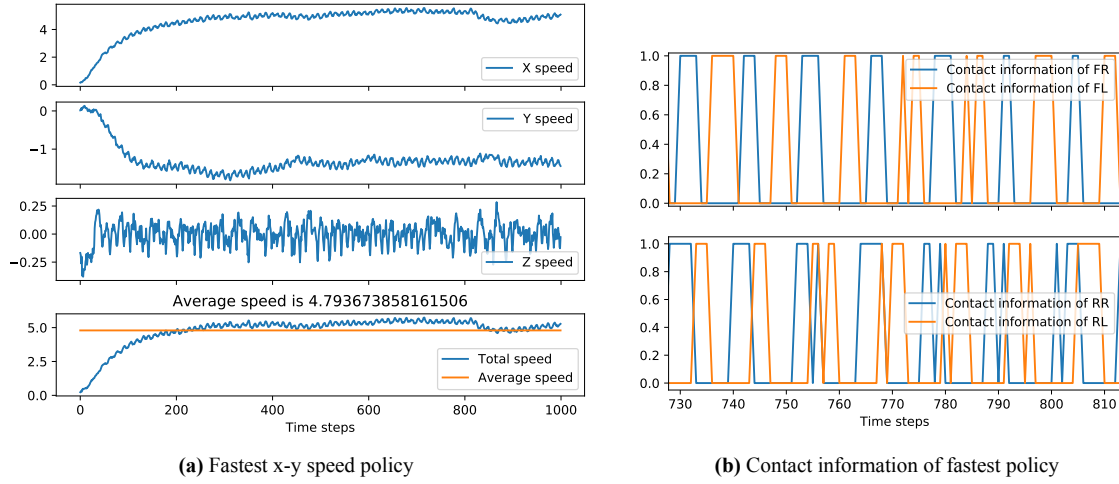 4
2
0
X speed
0
−1
Y speed
0.25
0.00
−0.25
Z speed
Average speed is 4.793673858161506
5.0
2.5
0.0
Total speed
Average speed
0 200 400 600 800 1000
Time steps
(a) Fastest x-y speed policy
1.0
0.8
0.6
0.4
0.2
0.0
Contact information of FR
Contact information of FL
1.0
0.8
0.6
0.4
0.2
0.0
Contact information of RR
Contact information of RL
730 740 750 760 770 780 790 800 810
Time steps
(b) Contact information of fastest policy